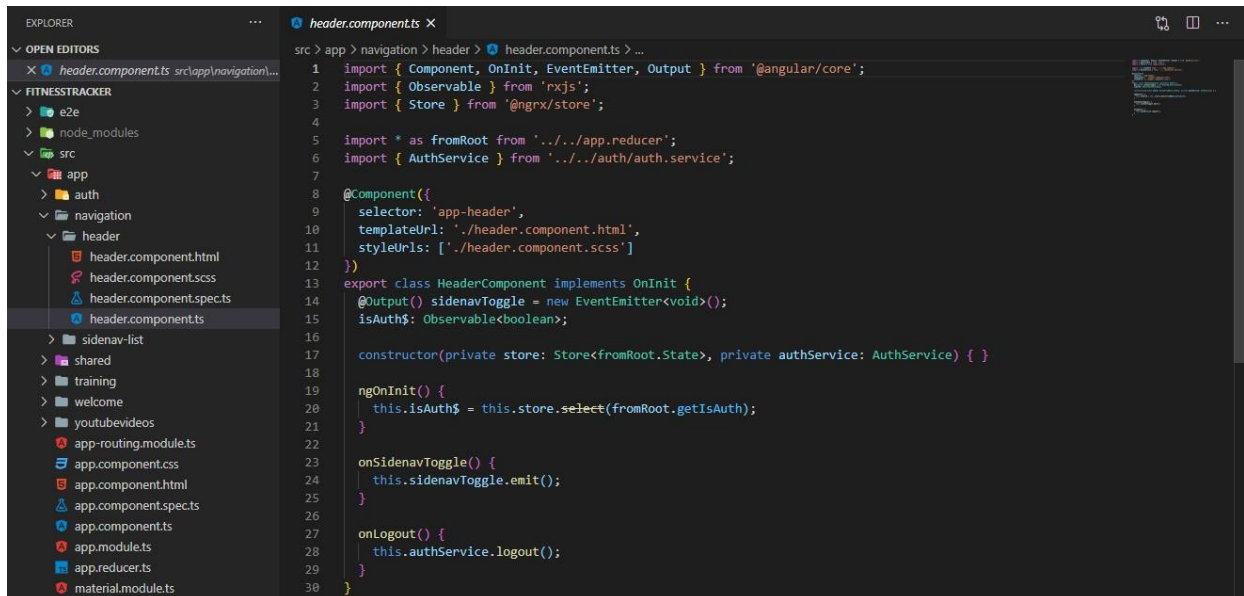 EXPLORER
...
OPEN EDITORS
header.component.ts src\app\navigation\...
FITNESSTRACKER
e2e
node_modules
src
app
auth
navigation
header
header.component.html
header.component.scss
header.component.spec.ts
header.component.ts
sidenav-list
shared
training
welcome
youtubevideos
app-routing.module.ts
app.component.css
app.component.html
app.component.spec.ts
app.component.ts
app.module.ts
app.reducer.ts
material.module.ts
header.component.ts
...
src > app > navigation > header > header.component.ts > ...
1 import { Component, OnInit, EventEmitter, Output } from '@angular/core';
2 import { Observable } from 'rxjs';
3 import { Store } from '@ngrx/store';
4
5 import * as fromRoot from '../../app.reducer';
6 import { AuthService } from '../../auth/auth.service';
7
8 @Component({
9 selector: 'app-header',
10 templateUrl: './header.component.html',
11 styleUrls: ['./header.component.scss']
12 })
13 export class HeaderComponent implements OnInit {
14 @Output() sidenavToggle = new EventEmitter<void>();
15 isAuth$: Observable<boolean>;
16
17 constructor(private store: Store<fromRoot.State>, private authService: AuthService) { }
18
19 ngOnInit() {
20 this.isAuth$ = this.store.select(fromRoot.getIsAuth);
21 }
22
23 onSidenavToggle() {
24 this.sidenavToggle.emit();
25 }
26
27 onLogout() {
28 this.authService.logout();
29 }
30 }